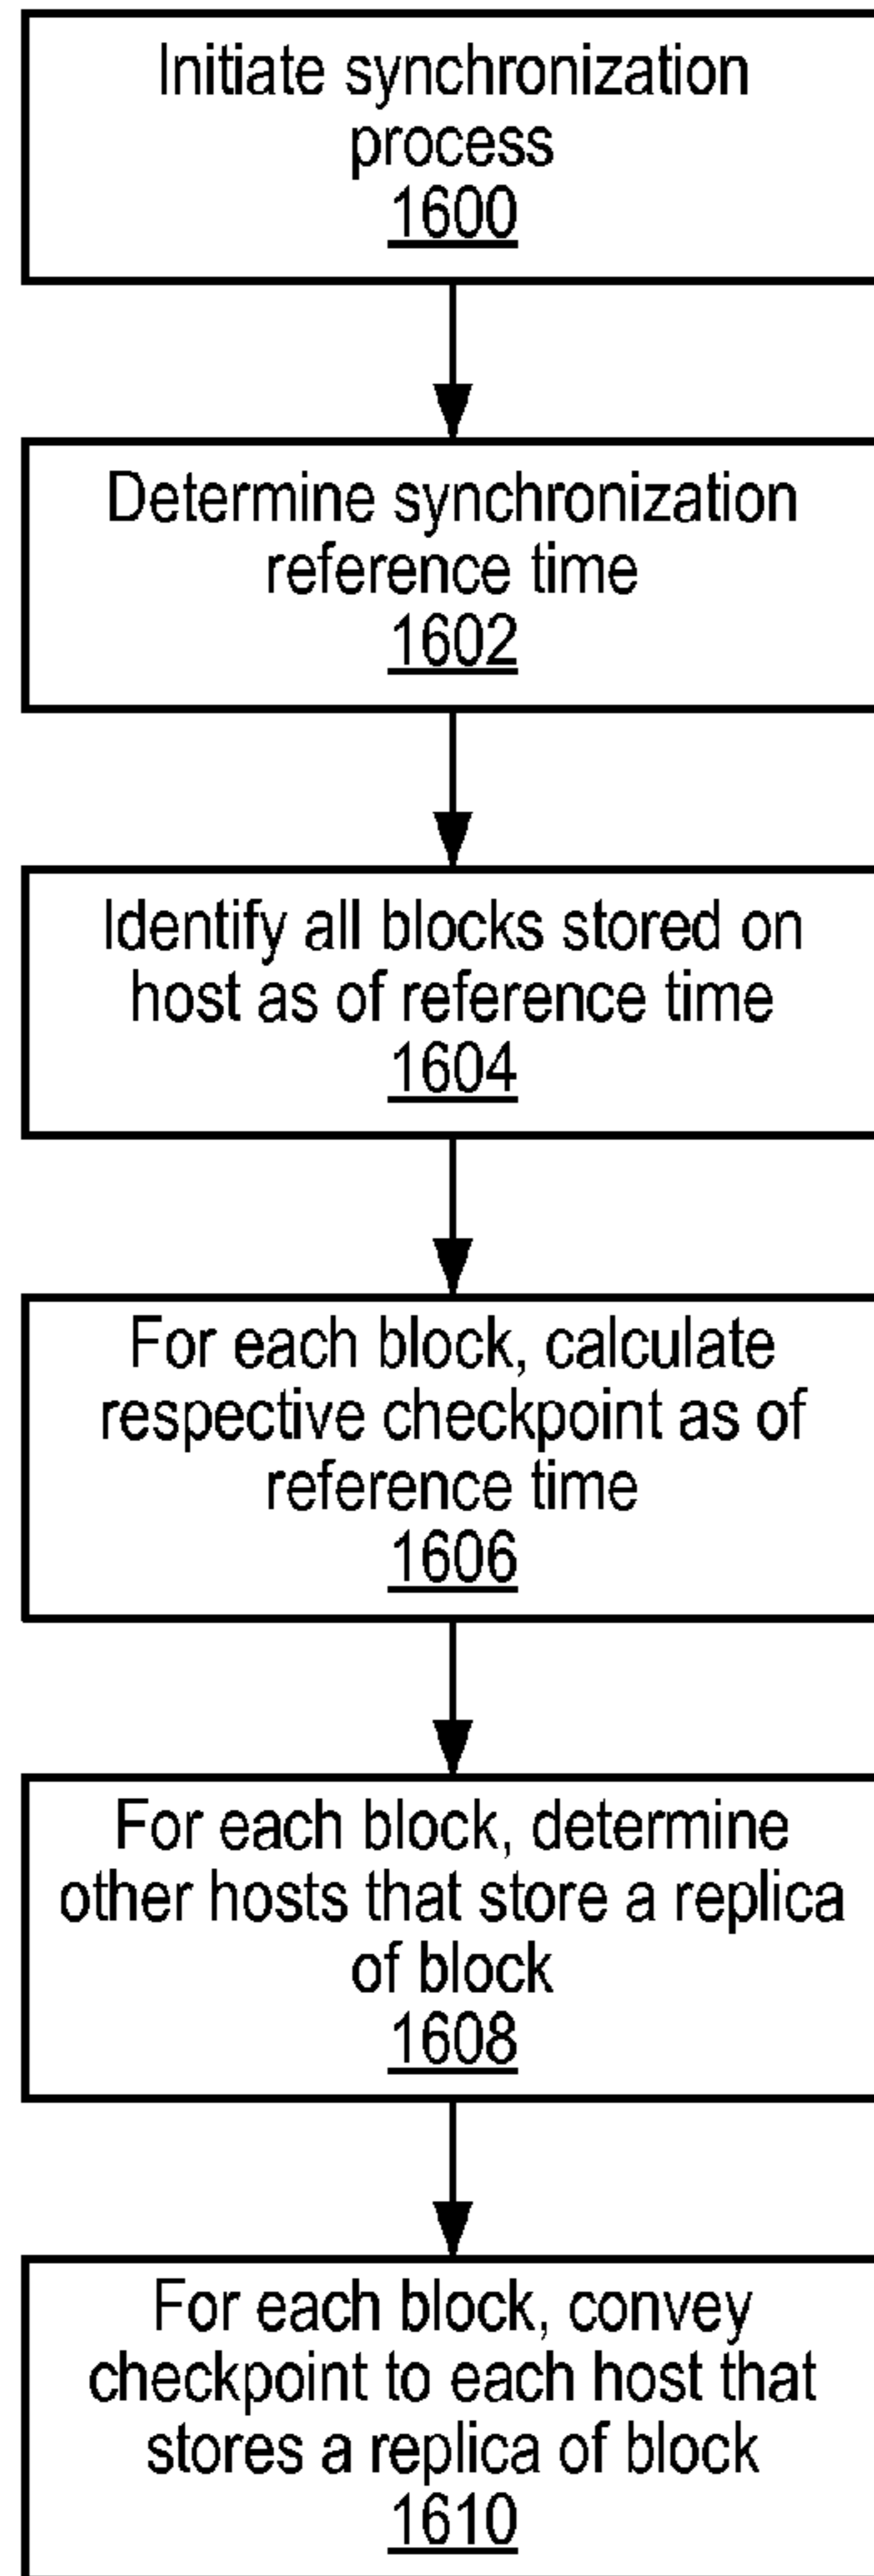 Initiate synchronization
process
1600
Determine synchronization
reference time
1602
Identify all blocks stored on
host as of reference time
1604
For each block, calculate
respective checkpoint as of
reference time
1606
For each block, determine
other hosts that store a replica
of block
1608
For each block, convey
checkpoint to each host that
stores a replica of block
1610